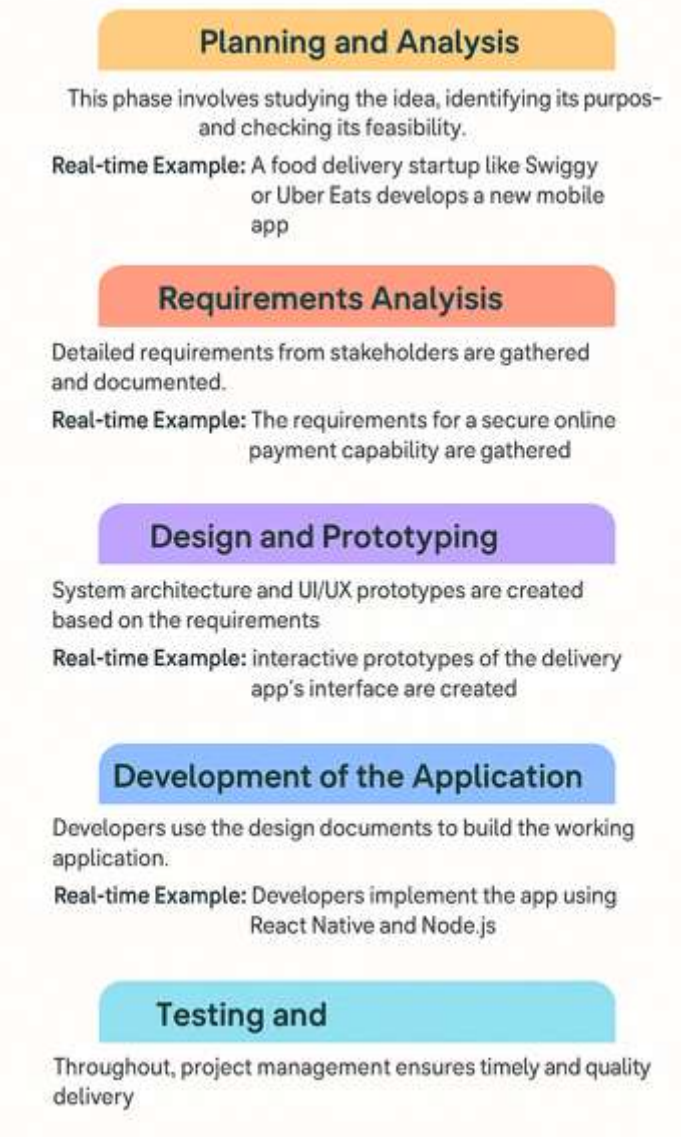 Planning and Analysis
This phase involves studying the idea, identifying its purpos-
and checking its feasibility.
Real-time Example: A food delivery startup like Swiggy
or Uber Eats develops a new mobile
app
Requirements Analyisis
Detailed requirements from stakeholders are gathered
and documented.
Real-time Example: The requirements for a secure online
payment capability are gathered
Design and Prototyping
System architecture and UI/UX prototypes are created
based on the requirements
Real-time Example: interactive prototypes of the delivery
app's interface are created
Development of the Application
Developers use the design documents to build the working
application.
Real-time Example: Developers implement the app using
React Native and Node.js
Testing and
Throughout, project management ensures timely and quality
delivery